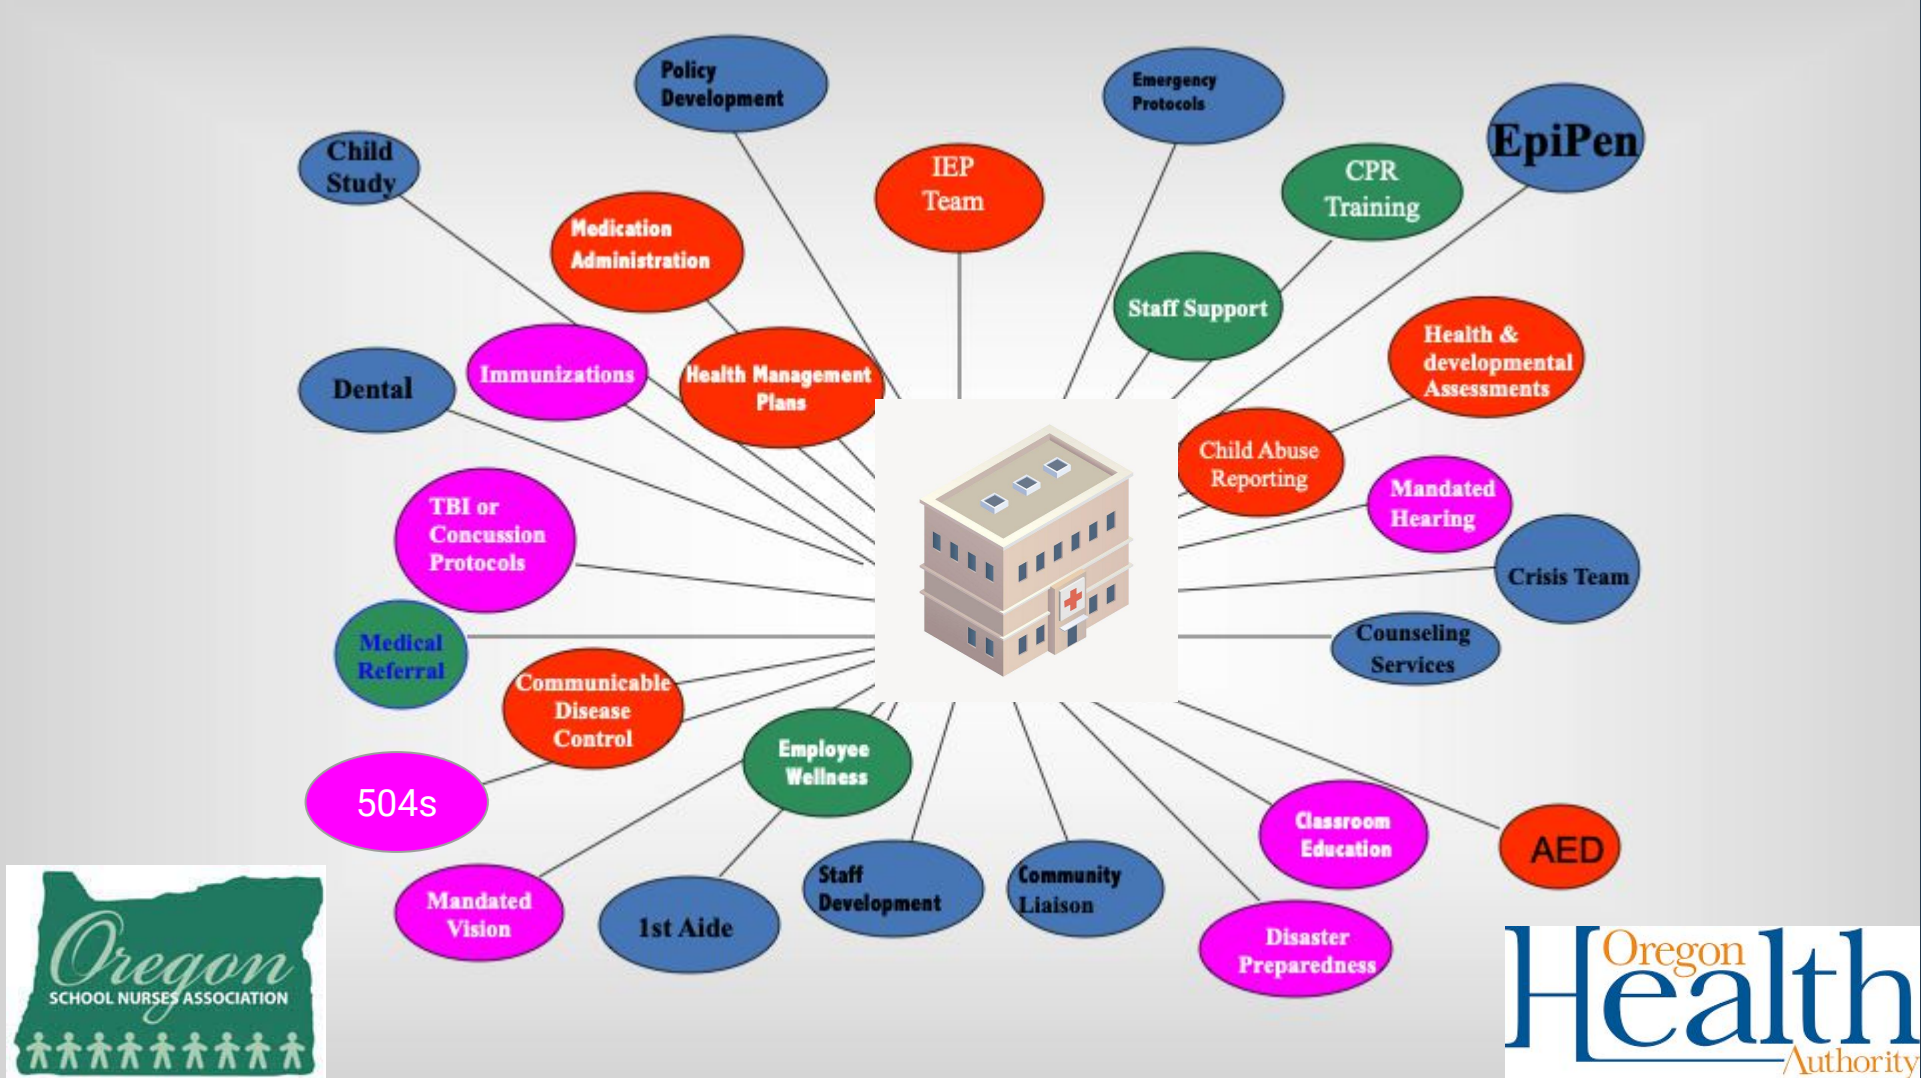 Policy
Development
Emergency
Protocols
EpiPen
Child
Study
IEP
Team
CPR
Training
Medication
Administration
Staff Support
Health &
developmental
Assessments
Dental
Immunizations
Health Management
Plans
Child Abuse
Reporting
Mandated
Hearing
TBI or
Concussion
Protocols
Crisis Team
Medical
Referral
Counseling
Services
Communicable
Disease
Control
Employee
Wellness
504s
Classroom
Education
AED
Mandated
Vision
1st Aide
Staff
Development
Community
Liaison
Disaster
Preparedness
Oregon
SCHOOL NURSES ASSOCIATION
Oregon
Health
Authority